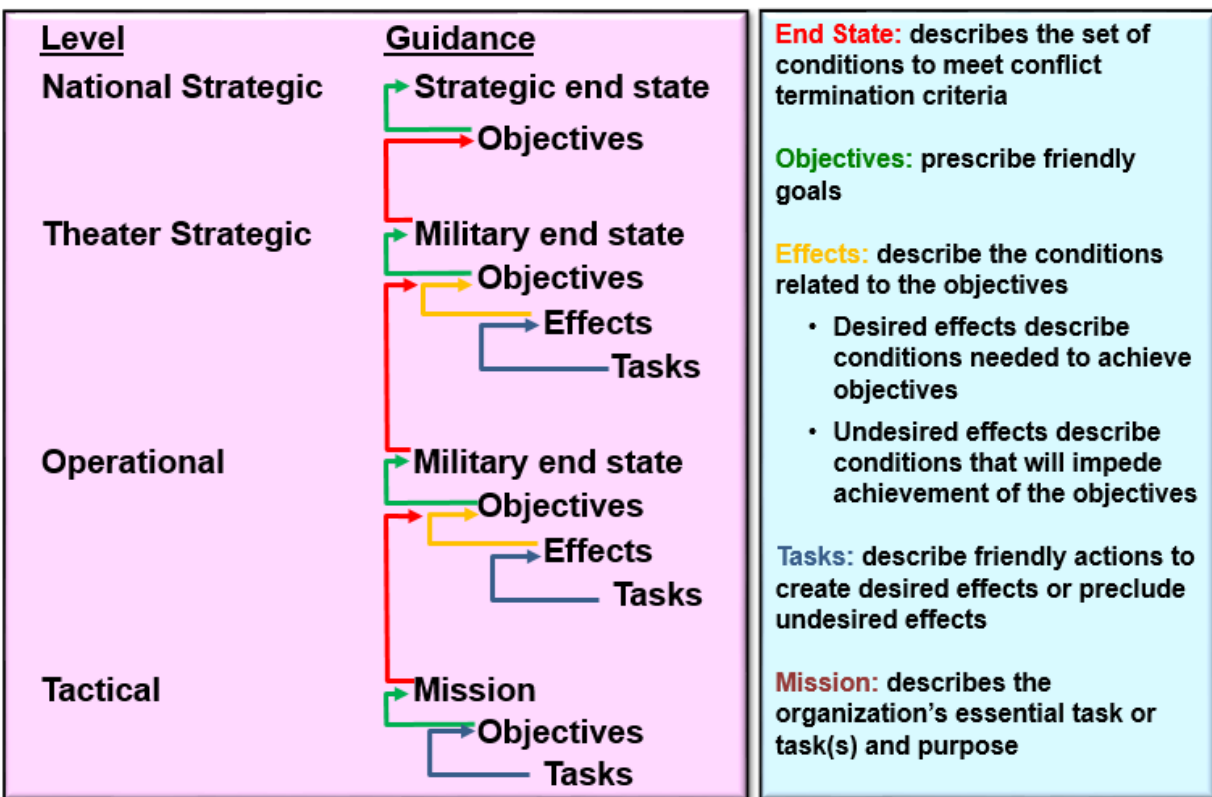 Level Guidance
National Strategic Strategic end state
Objectives
Theater Strategic Military end state
Objectives
Effects
Tasks
Operational Military end state
Objectives
Effects
Tasks
Tactical Mission
Objectives
Tasks
End State: describes the set of
conditions to meet conflict
termination criteria
Objectives: prescribe friendly
goals
Effects: describe the conditions
related to the objectives
• Desired effects describe
conditions needed to achieve
objectives
• Undesired effects describe
conditions that will impede
achievement of the objectives
Tasks: describe friendly actions to
create desired effects or preclude
undesired effects
Mission: describes the
organization's essential task or
task(s) and purpose